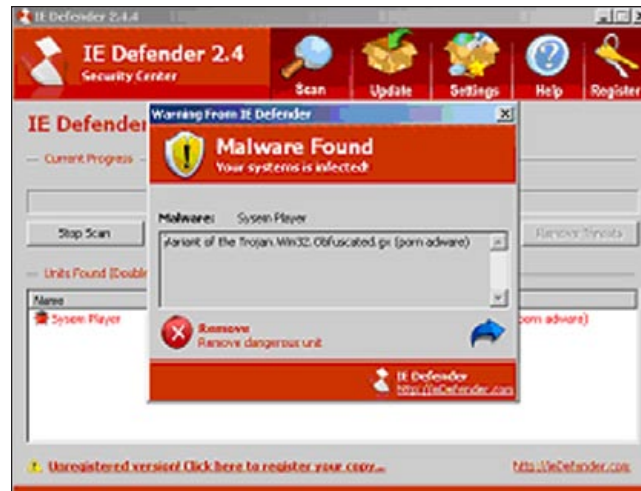 IE Defender 2.4.4
IE Defender 2.4
Security Center
Scan
Update
Settings
Help
Register
IE Defender
Current Progress
Stop Scan
Remove Threats
Units Found (Double
Name
Sysem Player
porn adware)
Warning From IE Defender
Malware Found
Your systems is infected!
Malware: Sysem Player
Variant of the Trojan.Win32.Obfuscated.gx (porn adware)
Remove
Remove dangerous unit
IE Defender
http://IeDefender.com
Unregistered version! Click here to register your copy...
http://IeDefender.com